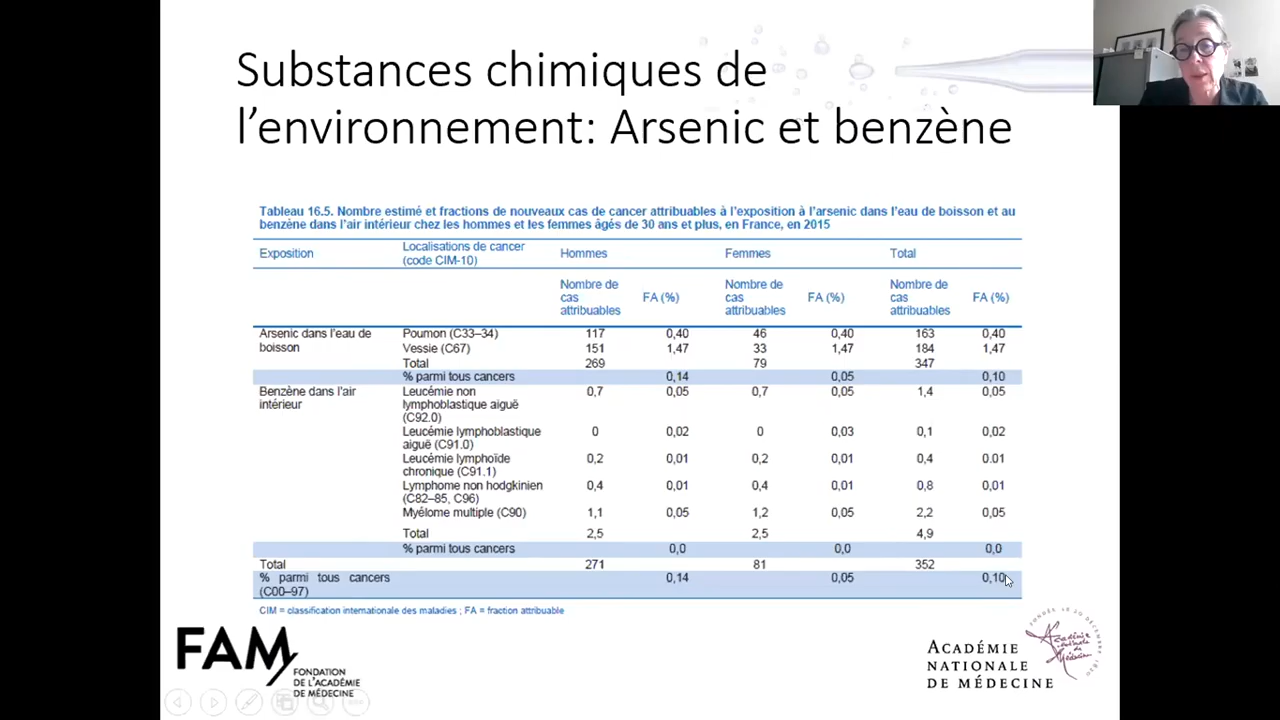 Substances chimiques de
l'environnement: Arsenic et benzène
Tableau 16.5. Nombre estimé et fractions de nouveaux cas de cancer attribuables à l'exposition à l'arsenic dans l'eau de boisson et au
benzène dans l'air intérieur chez les hommes et les femmes âgés de 30 ans et plus, en France, en 2015
Exposition Localisations de cancer (code CIM-10) Hommes Femmes Total
Nombre de cas attribuables FA (%) Nombre de cas attribuables FA (%) Nombre de cas attribuables FA (%)
Arsenic dans l'eau de boisson Poumon (C33–34) 117 0,40 46 0,40 163 0,40
Vessie (C67) 151 1,47 33 1,47 184 1,47
Total 269 79 347
% parmi tous cancers 0,14 0,05 0,10
Benzène dans l'air intérieur Leucémie non lymphoblastique aiguë (C92.0) 0,7 0,05 0,7 0,05 1,4 0,05
Leucémie lymphoblastique aiguë (C91.0) 0 0,02 0 0,03 0,1 0,02
Leucémie lymphoïde chronique (C91.1) 0,2 0,01 0,2 0,01 0,4 0.01
Lymphome non hodgkinien (C82–85, C96) 0,4 0,01 0,4 0,01 0,8 0,01
Myélome multiple (C90) 1,1 0,05 1,2 0,05 2,2 0,05
Total 2,5 2,5 4,9
% parmi tous cancers 0,0 0,0 0,0
Total 271 81 352
% parmi tous cancers (C00–97) 0,14 0,05 0,10
CIM = classification internationale des maladies ; FA = fraction attribuable
FAM
FONDATION
DE L'ACADÉMIE
DE MÉDECINE
ACADÉMIE
NATIONALE
DE MÉDECINE